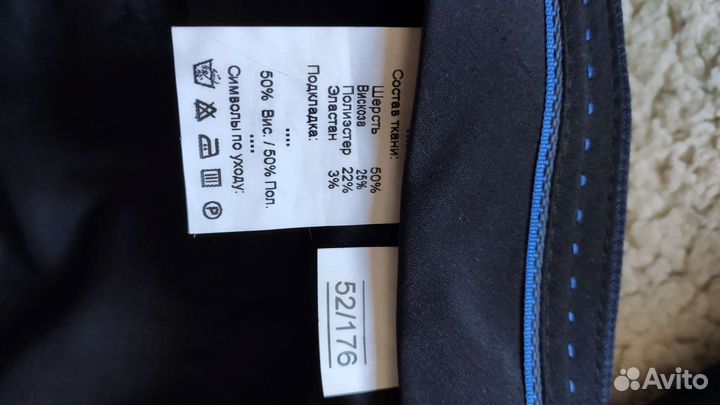 Состав ткани:
Шерсть 50%
Вискоза 25%
Полиэстер 22%
Эластан 3%
Подкладка:
50% Вис. / 50% Пол.
Символы по уходу:
P
52/176
Avito